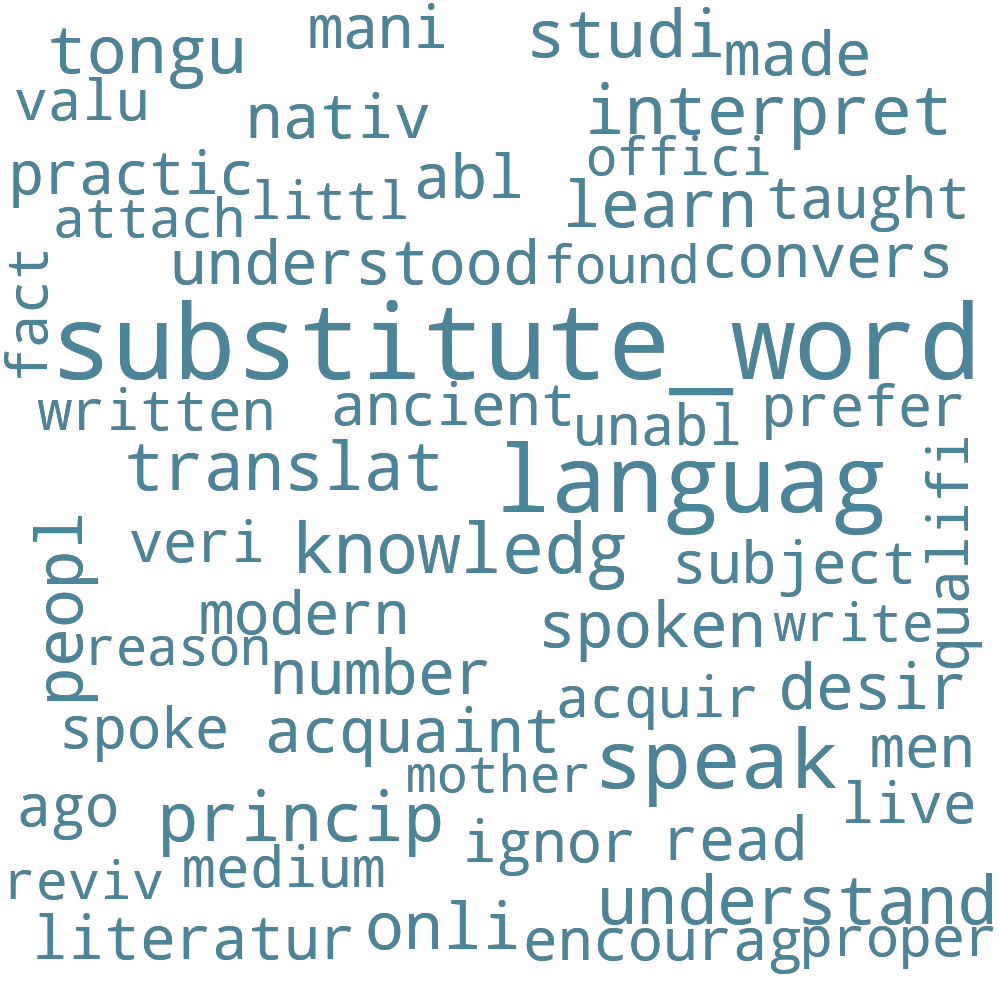 mani
studi
tongu
made
valu
nativ
interpret
offici
practic
littl
abl
learn
taught
attach
understood
found
convers
fact
substitute_word
written
ancient
unabl
prefer
translat
languag
qualifi
peopl
veri
knowledg
subject
modern
spoken
write
reason
number
acquir
desir
spoke
acquaint
speak
men
mother
ago
princip
live
ignor
read
reviv
medium
understand
literatur
onli
encourag
proper